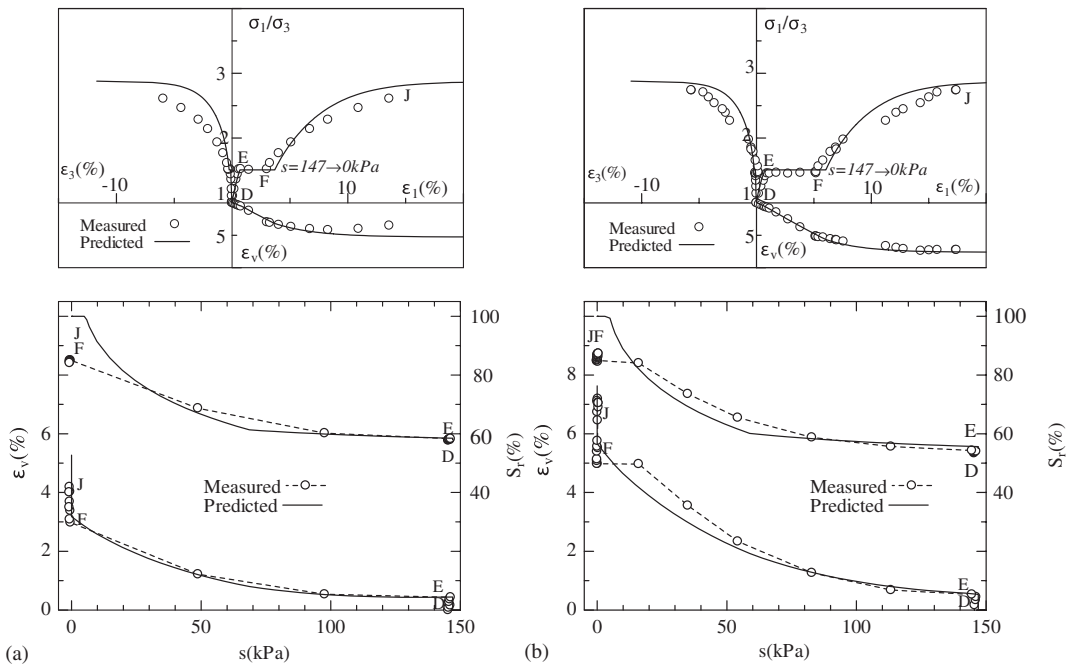 σ1/σ3
3
2
E
s=147→0kPa
F
J
ε3(%)
-10
1
D
10
ε1(%)
Measured
Predicted
5
εv(%)
σ1/σ3
3
2
E
s=147→0kPa
F
J
ε3(%)
-10
1
D
10
ε1(%)
Measured
Predicted
5
εv(%)
10
8
6
4
2
0
εv(%)
J
F
E
D
Measured
Predicted
J
F
E
D
100
80
60
40
Sr(%)
0
50
100
150
s(kPa)
(a)
10
8
6
4
2
0
εv(%)
JF
J
F
E
D
Measured
Predicted
E
D
100
80
60
40
Sr(%)
0
50
100
150
s(kPa)
(b)